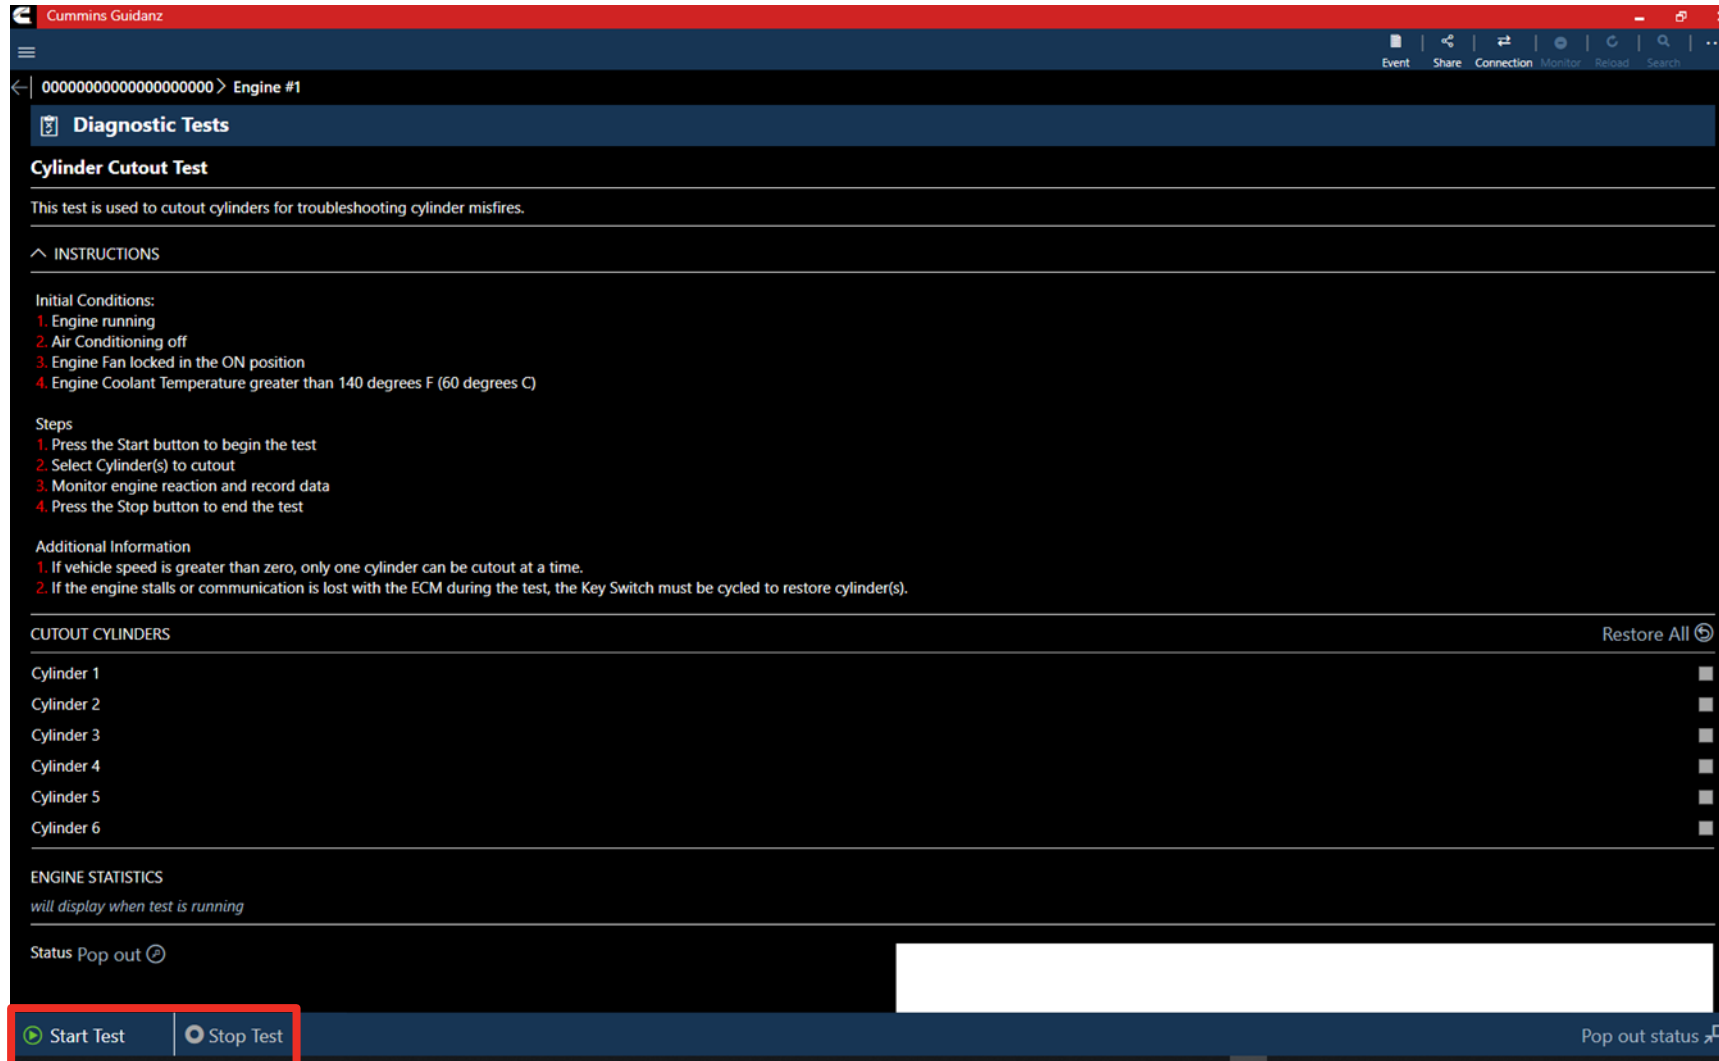 Cummins Guidanz
Event Share Connection Monitor Reload Search
00000000000000000000 > Engine #1
Diagnostic Tests
Cylinder Cutout Test
This test is used to cutout cylinders for troubleshooting cylinder misfires.
INSTRUCTIONS
Initial Conditions:
1. Engine running
2. Air Conditioning off
3. Engine Fan locked in the ON position
4. Engine Coolant Temperature greater than 140 degrees F (60 degrees C)
Steps
1. Press the Start button to begin the test
2. Select Cylinder(s) to cutout
3. Monitor engine reaction and record data
4. Press the Stop button to end the test
Additional Information
1. If vehicle speed is greater than zero, only one cylinder can be cutout at a time.
2. If the engine stalls or communication is lost with the ECM during the test, the Key Switch must be cycled to restore cylinder(s).
CUTOUT CYLINDERS Restore All
Cylinder 1
Cylinder 2
Cylinder 3
Cylinder 4
Cylinder 5
Cylinder 6
ENGINE STATISTICS
will display when test is running
Status Pop out
Start Test Stop Test Pop out status